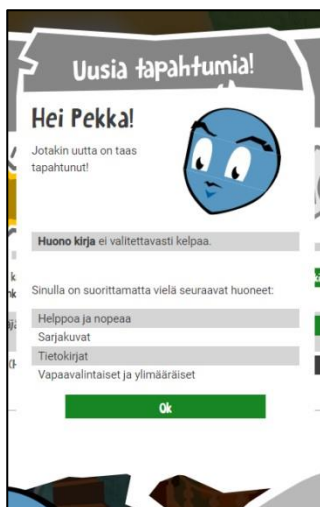 Uusia tapahtumia!
Hei Pekka!
Jotakin uutta on taas
tapahtunut!
Huono kirja ei valitettavasti kelpaa.
Sinulla on suorittamatta vielä seuraavat huoneet:
Helppoa ja nopeaa
Sarjakuvat
Tietokirjat
Vapaavalintaiset ja ylimääräiset
Ok